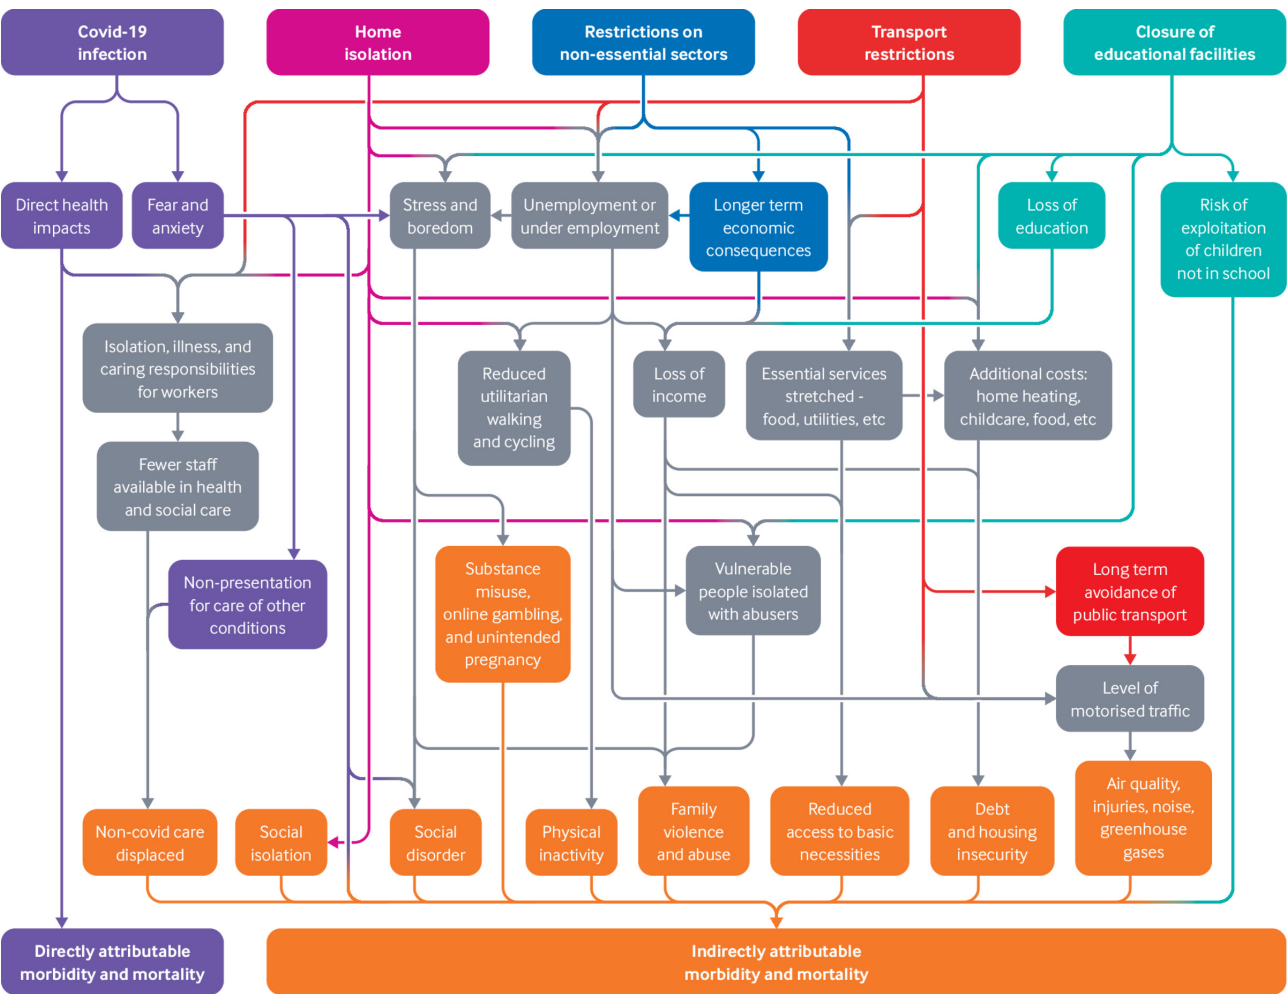 Covid-19
infection
Home
isolation
Restrictions on
non-essential sectors
Transport
restrictions
Closure of
educational facilities
Direct health
impacts
Fear and
anxiety
Stress and
boredom
Unemployment or
under employment
Longer term
economic
consequences
Loss of
education
Risk of
exploitation
of children
not in school
Isolation, illness, and
caring responsibilities
for workers
Reduced
utilitarian
walking
and cycling
Loss of
income
Essential services
stretched -
food, utilities, etc
Additional costs:
home heating,
childcare, food, etc
Fewer staff
available in health
and social care
Non-presentation
for care of other
conditions
Substance
misuse,
online gambling,
and unintended
pregnancy
Vulnerable
people isolated
with abusers
Long term
avoidance of
public transport
Level of
motorised traffic
Non-covid care
displaced
Social
isolation
Social
disorder
Physical
inactivity
Family
violence
and abuse
Reduced
access to basic
necessities
Debt
and housing
insecurity
Air quality,
injuries, noise,
greenhouse
gases
Directly attributable
morbidity and mortality
Indirectly attributable
morbidity and mortality